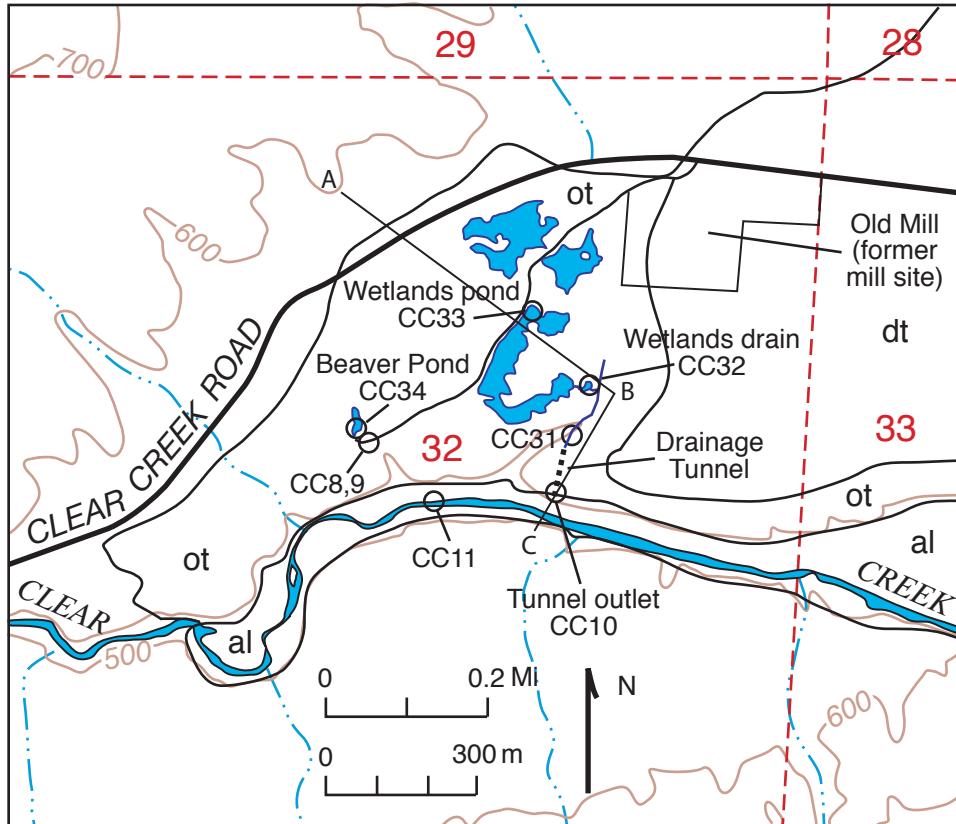 29
28
700
A
ot
600
Old Mill
(former
mill site)
Wetlands pond
CC33
dt
Wetlands drain
CC32
Beaver Pond
CC34
B
CLEAR CREEK ROAD
32
CC31
33
Drainage
Tunnel
CC8,9
ot
CC11
C
ot
al
CLEAR
CREEK
Tunnel outlet
CC10
al
500
0
0.2 MI
N
600
0
300 m